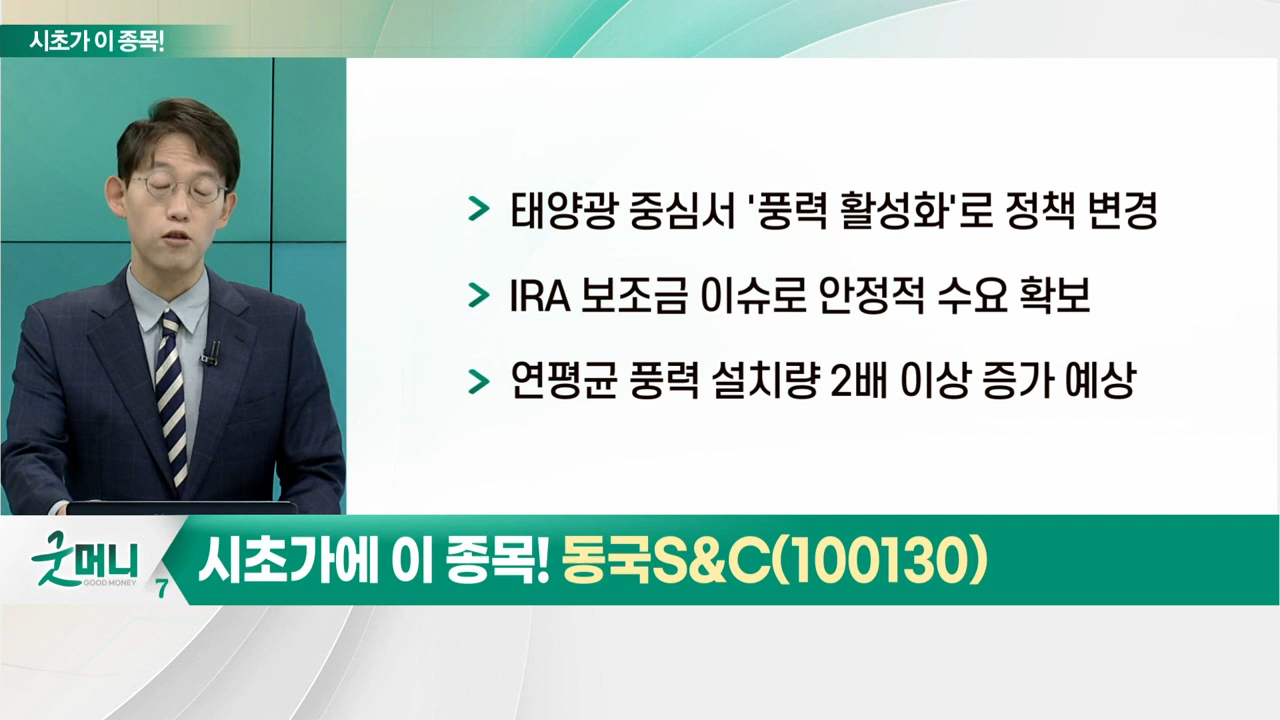 시초가 이 종목!
> 태양광 중심서 '풍력 활성화'로 정책 변경
> IRA 보조금 이슈로 안정적 수요 확보
> 연평균 풍력 설치량 2배 이상 증가 예상
굿머니
GOOD MONEY
7
시초가에 이 종목! 동국S&C(100130)